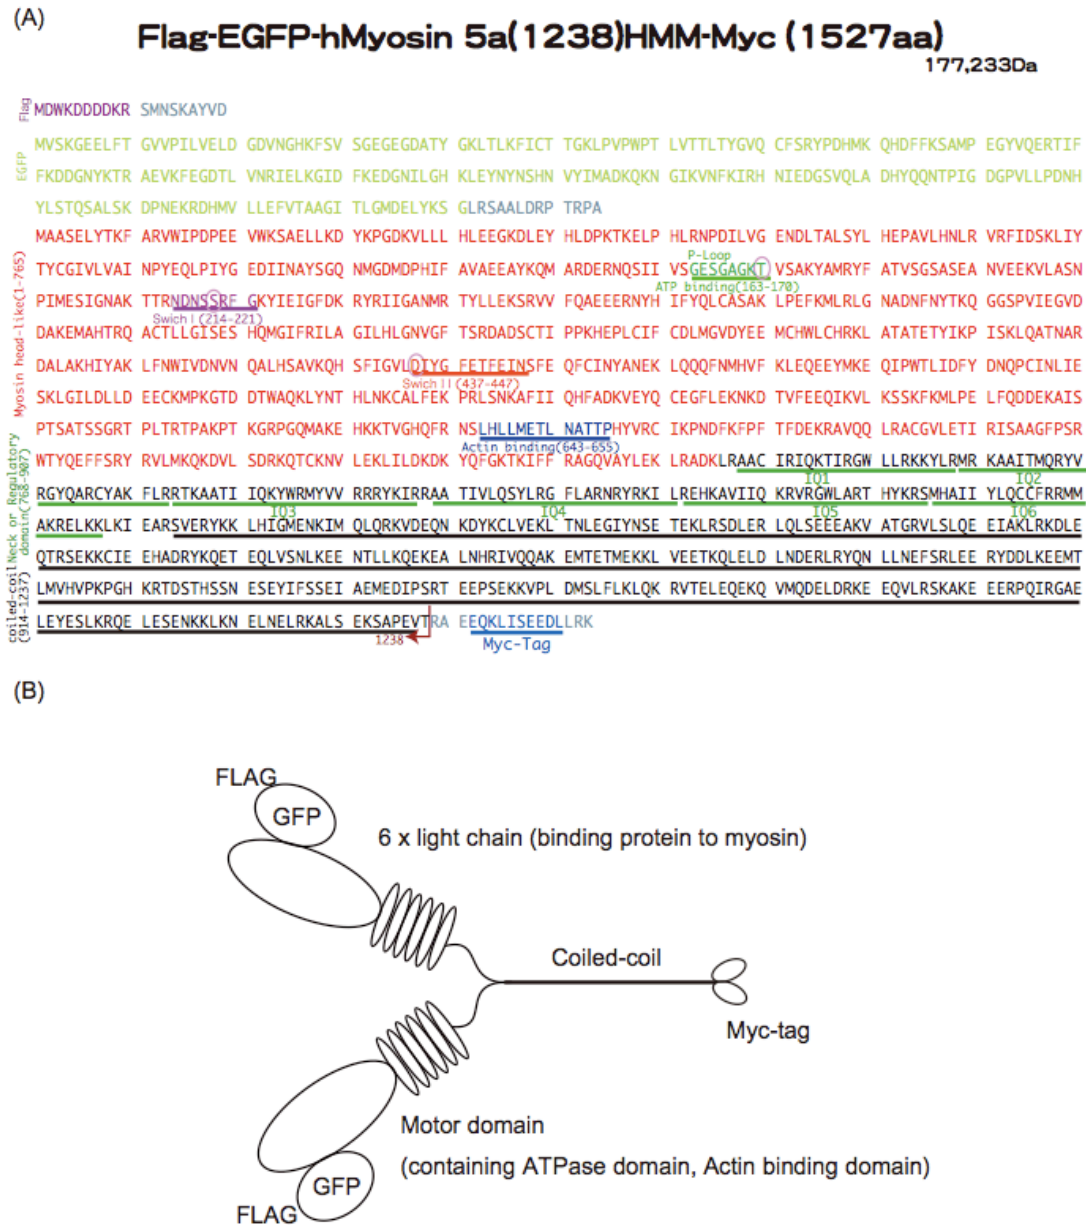 (A)
Flag-EGFP-hMyosin 5a(1238)HMM-Myc (1527aa)
177,233Da
Flag
MDWKDDDDKR SMNSKAYVD
EGFP
MVSKGEELFT GVVPILVELD GDVNGHKFSV SGEGEGDATY GKLTLKFICT TGKLPVPWPT LVTTLTYGVQ CFSRYPDHMK QHDFFKSAMP EGYVQERTIF
FKDDGNYKTR AEVKFEGDTL VNRIELKGID FKEDGNILGH KLEYNYNSHN VYIMADKQKN GIKVNFKIRH NIEDGSVQLA DHYQQNTPIG DGPVLLPDNH
YLSTQSALSK DPNEKRDHMV LLEFVTAAGI TLGMDELYKS GLRSAALDRP TRPA
Myosin head-like(1-765)
MAASELYTKF ARVWIPDPEE VWKSAELLKD YKPGDKVLLL HLEEGKDLEY HLDPKTKELP HLRNPDILVG ENDLTALSYL HEPAVLHNLR VRFIDSKLIY
P-Loop
TYCGIVLVAI NPYEQLPIYG EDIINAYSGQ NMGDMDPHIF AVAEEAYKQM ARDERNQSII VSGESGAGKT VSAKYAMRYF ATVSGSASEA NVEEKVLASN
ATP binding(163-170)
PIMESIGNAK TTRNDNSSRF GKYIEIGFDK RYRIIGANMR TYLLEKSRVV FQAEEERNYH IFYQLCASAK LPEFKMLRLG NADNFNYTKQ GGSPVIEGVD
Swich I (214-221)
DAKEMAHTRQ ACTLLGISES HQMGIFRILA GILHLGNVGF TSRDADSCTI PPKHEPLCIF CDLMGVDYEE MCHWLCHRKL ATATETYIKP ISKLQATNAR
DALAKHIYAK LFNWIVDNVN QALHSAVKQH SFIGVLDIYG FETFEINSFE QFCINYANEK LQQQFNMHVF KLEQEEYMKE QIPWTLIDFY DNQPCINLIE
Swich II (437-447)
SKLGILDLLD EECKMPKGTD DTWAQKLYNT HLNKCALFEK PRLSNKAFII QHFADKVEYQ CEGFLEKNKD TVFEEQIKVL KSSKFKMLPE LFQDDEKAIS
PTSATSSGRT PLTRTPAKPT KGRPGQMAKE HKKTVGHQFR NSLHLLMETL NATTPHYVRC IKPNDFKFPF TFDEKRAVQQ LRACGVLETI RISAAGFPSR
Actin binding(643-655)
WTYQEFFSRY RVLMKQKDVL SDRKQTCKNV LEKLILDKDK YQFGKTKIFF RAGQVAYLEK LRADKLRAAC IRIQKTIRGW LLRKKYLRMR KAAITMQRYV
IQ1 IQ2
Neck or Regulatory
domain(768-907)
RGYQARCYAK FLRRTKAATI IQKYWRMYVV RRRYKIRRAA TIVLQSYLRG FLARNRYRKI LREHKAVIIQ KRVRGWLART HYKRSMHAII YLQCCFRRMM
IQ3 IQ4 IQ5 IQ6
AKRELKKLKI EARSVERYKK LHIGMENKIM QLQRKVDEQN KDYKCLVEKL TNLEGIYNSE TEKLRSDLER LQLSEEEAKV ATGRVLSLQE EIAKLRKDLE
coiled-coil
(914-1237)
QTRSEKKCIE EHADRYKQET EQLVSNLKEE NTLLKQEKEA LNHRIVQQAK EMTETMEKKL VEETKQLELD LNDERLRYQN LLNEFSRLEE RYDDLKEEMT
LMVHVPKPGH KRTDSTHSSN ESEYIFSSEI AEMEDIPSRT EEPSEKKVPL DMSLFLKLQK RVTELEQEKQ VMQDELDRKE EQVLRSKAKE EERPQIRGAE
LEYESLKRQE LESENKKLKN ELNELRKALS EKSAPEVTRA EEQKLISEEDLLRK
1238
Myc-Tag
(B)
FLAG
GFP
6 x light chain (binding protein to myosin)
Coiled-coil
Myc-tag
Motor domain
(containing ATPase domain, Actin binding domain)
GFP
FLAG